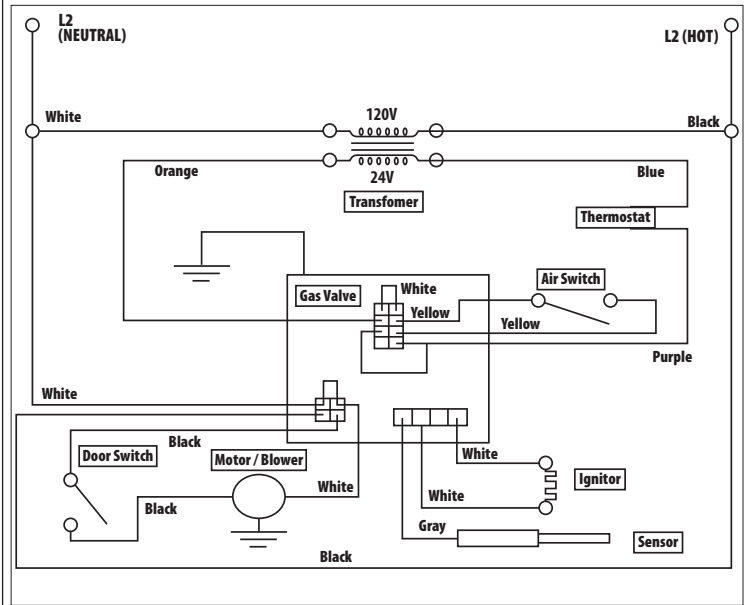 L2
(NEUTRAL)
L2 (HOT)
White
120V
Black
Orange
24V
Blue
Transfomer
Thermostat
Gas Valve
White
Air Switch
Yellow
Yellow
Purple
White
Black
Door Switch
Motor / Blower
White
Ignitor
White
White
Black
Gray
Sensor
Black